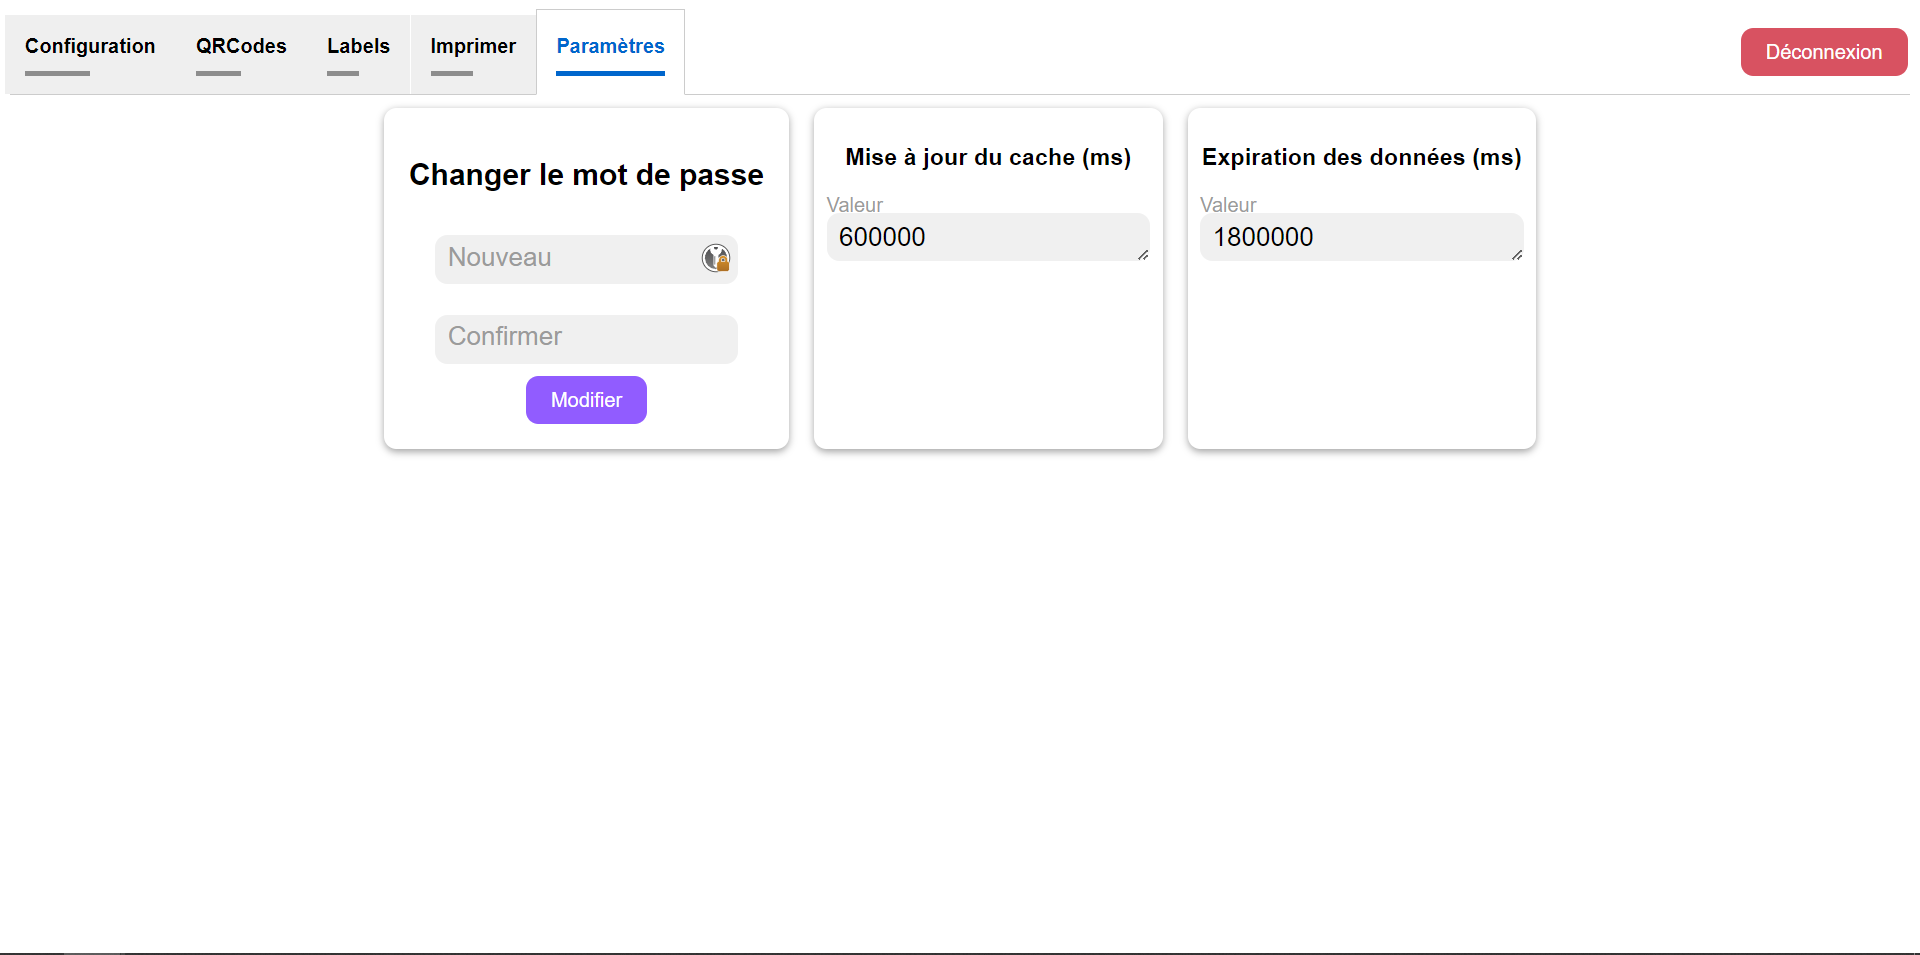 Configuration
QRCodes
Labels
Imprimer
Paramètres
Déconnexion
Changer le mot de passe
Nouveau
Confirmer
Modifier
Mise à jour du cache (ms)
Valeur
600000
Expiration des données (ms)
Valeur
1800000